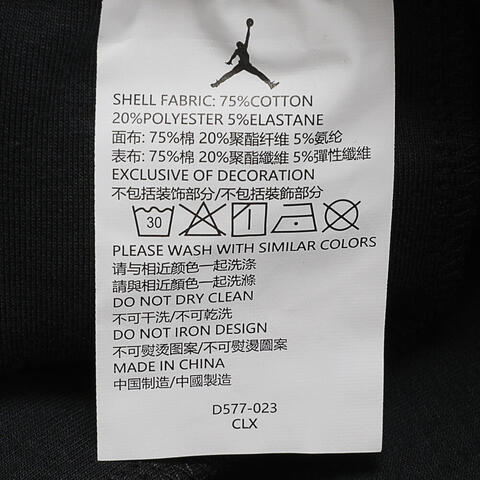 SHELL FABRIC: 75%COTTON
20%POLYESTER 5%ELASTANE
面布: 75%棉 20%聚酯纤维 5%氨纶
表布: 75%棉 20%聚酯纖維 5%彈性纖維
EXCLUSIVE OF DECORATION
不包括装饰部分/不包括裝飾部分
30
PLEASE WASH WITH SIMILAR COLORS
请与相近颜色一起洗涤
請與相近顏色一起洗滌
DO NOT DRY CLEAN
不可干洗/不可乾洗
DO NOT IRON DESIGN
不可熨烫图案/不可熨燙圖案
MADE IN CHINA
中国制造/中國製造
D577-023
CLX